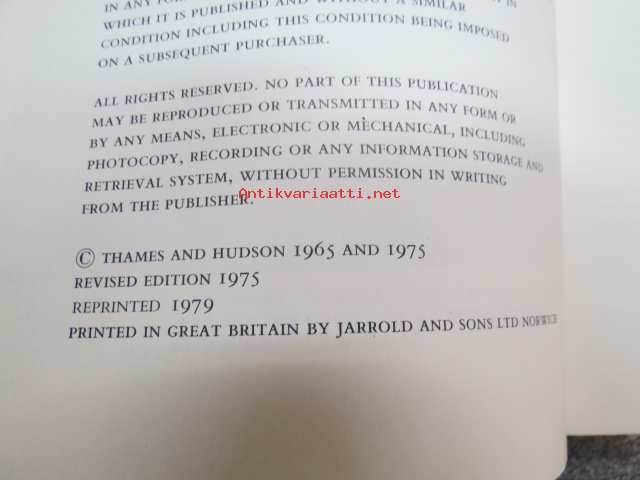 IN ANY FORM
IN
WHICH IT IS PUBLISHED AND WITHOUT A SIMILAR
CONDITION INCLUDING THIS CONDITION BEING IMPOSED
ON A SUBSEQUENT PURCHASER.
ALL RIGHTS RESERVED. NO PART OF THIS PUBLICATION
MAY BE REPRODUCED OR TRANSMITTED IN ANY FORM OR
BY ANY MEANS, ELECTRONIC OR MECHANICAL, INCLUDING
PHOTOCOPY, RECORDING OR ANY INFORMATION STORAGE AND
RETRIEVAL SYSTEM, WITHOUT PERMISSION IN WRITING
FROM THE PUBLISHER.
Antikvariaatti.net
© THAMES AND HUDSON 1965 AND 1975
REVISED EDITION 1975
REPRINTED 1979
PRINTED IN GREAT BRITAIN BY JARROLD AND SONS LTD NORWICH